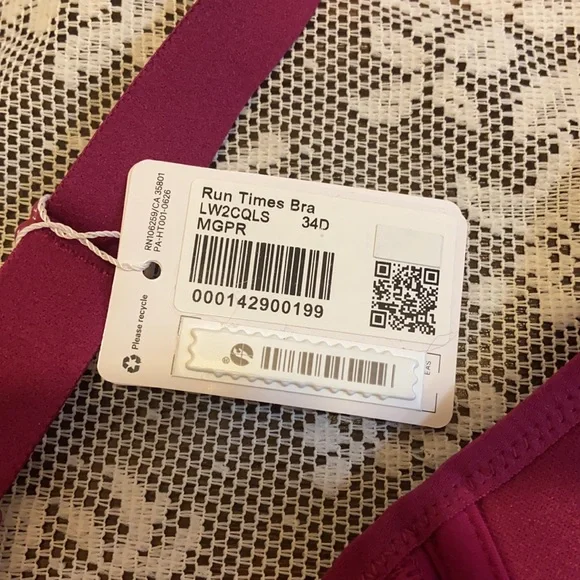 Run Times Bra
LW2CQLS 34D
MGPR
000142900199
RN106259/CA 35801
PA-HT001-0626
Please recycle
®
EAS